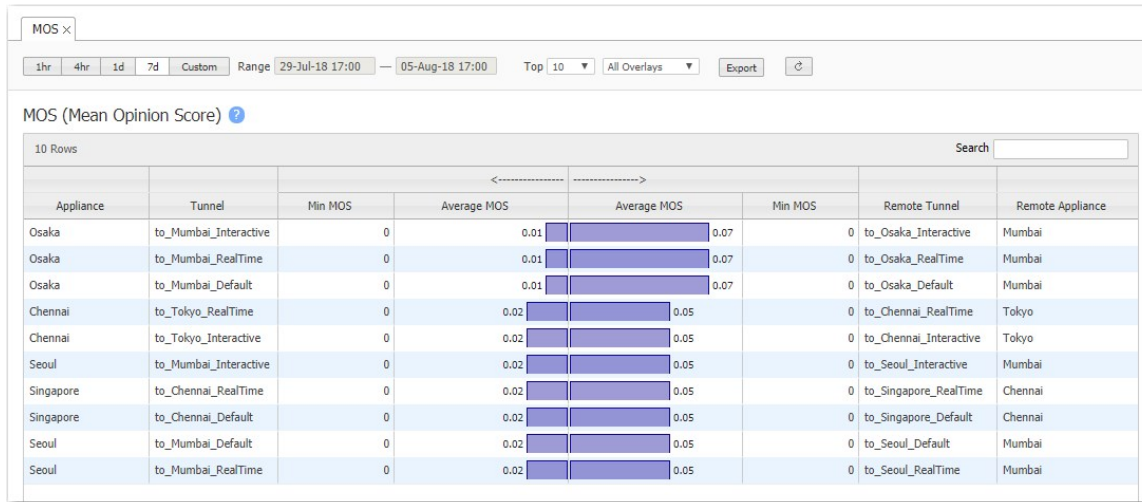 MOS ×
1hr 4hr 1d 7d Custom Range 29-Jul-18 17:00 — 05-Aug-18 17:00 Top 10 ▼ All Overlays ▼ Export
MOS (Mean Opinion Score) ?
10 Rows Search
<---------------- ---------------->
Appliance Tunnel Min MOS Average MOS Average MOS Min MOS Remote Tunnel Remote Appliance
Osaka to_Mumbai_Interactive 0 0.01 0.07 0 to_Osaka_Interactive Mumbai
Osaka to_Mumbai_RealTime 0 0.01 0.07 0 to_Osaka_RealTime Mumbai
Osaka to_Mumbai_Default 0 0.01 0.07 0 to_Osaka_Default Mumbai
Chennai to_Tokyo_RealTime 0 0.02 0.05 0 to_Chennai_RealTime Tokyo
Chennai to_Tokyo_Interactive 0 0.02 0.05 0 to_Chennai_Interactive Tokyo
Seoul to_Mumbai_Interactive 0 0.02 0.05 0 to_Seoul_Interactive Mumbai
Singapore to_Chennai_RealTime 0 0.02 0.05 0 to_Singapore_RealTime Chennai
Singapore to_Chennai_Default 0 0.02 0.05 0 to_Singapore_Default Chennai
Seoul to_Mumbai_Default 0 0.02 0.05 0 to_Seoul_Default Mumbai
Seoul to_Mumbai_RealTime 0 0.02 0.05 0 to_Seoul_RealTime Mumbai